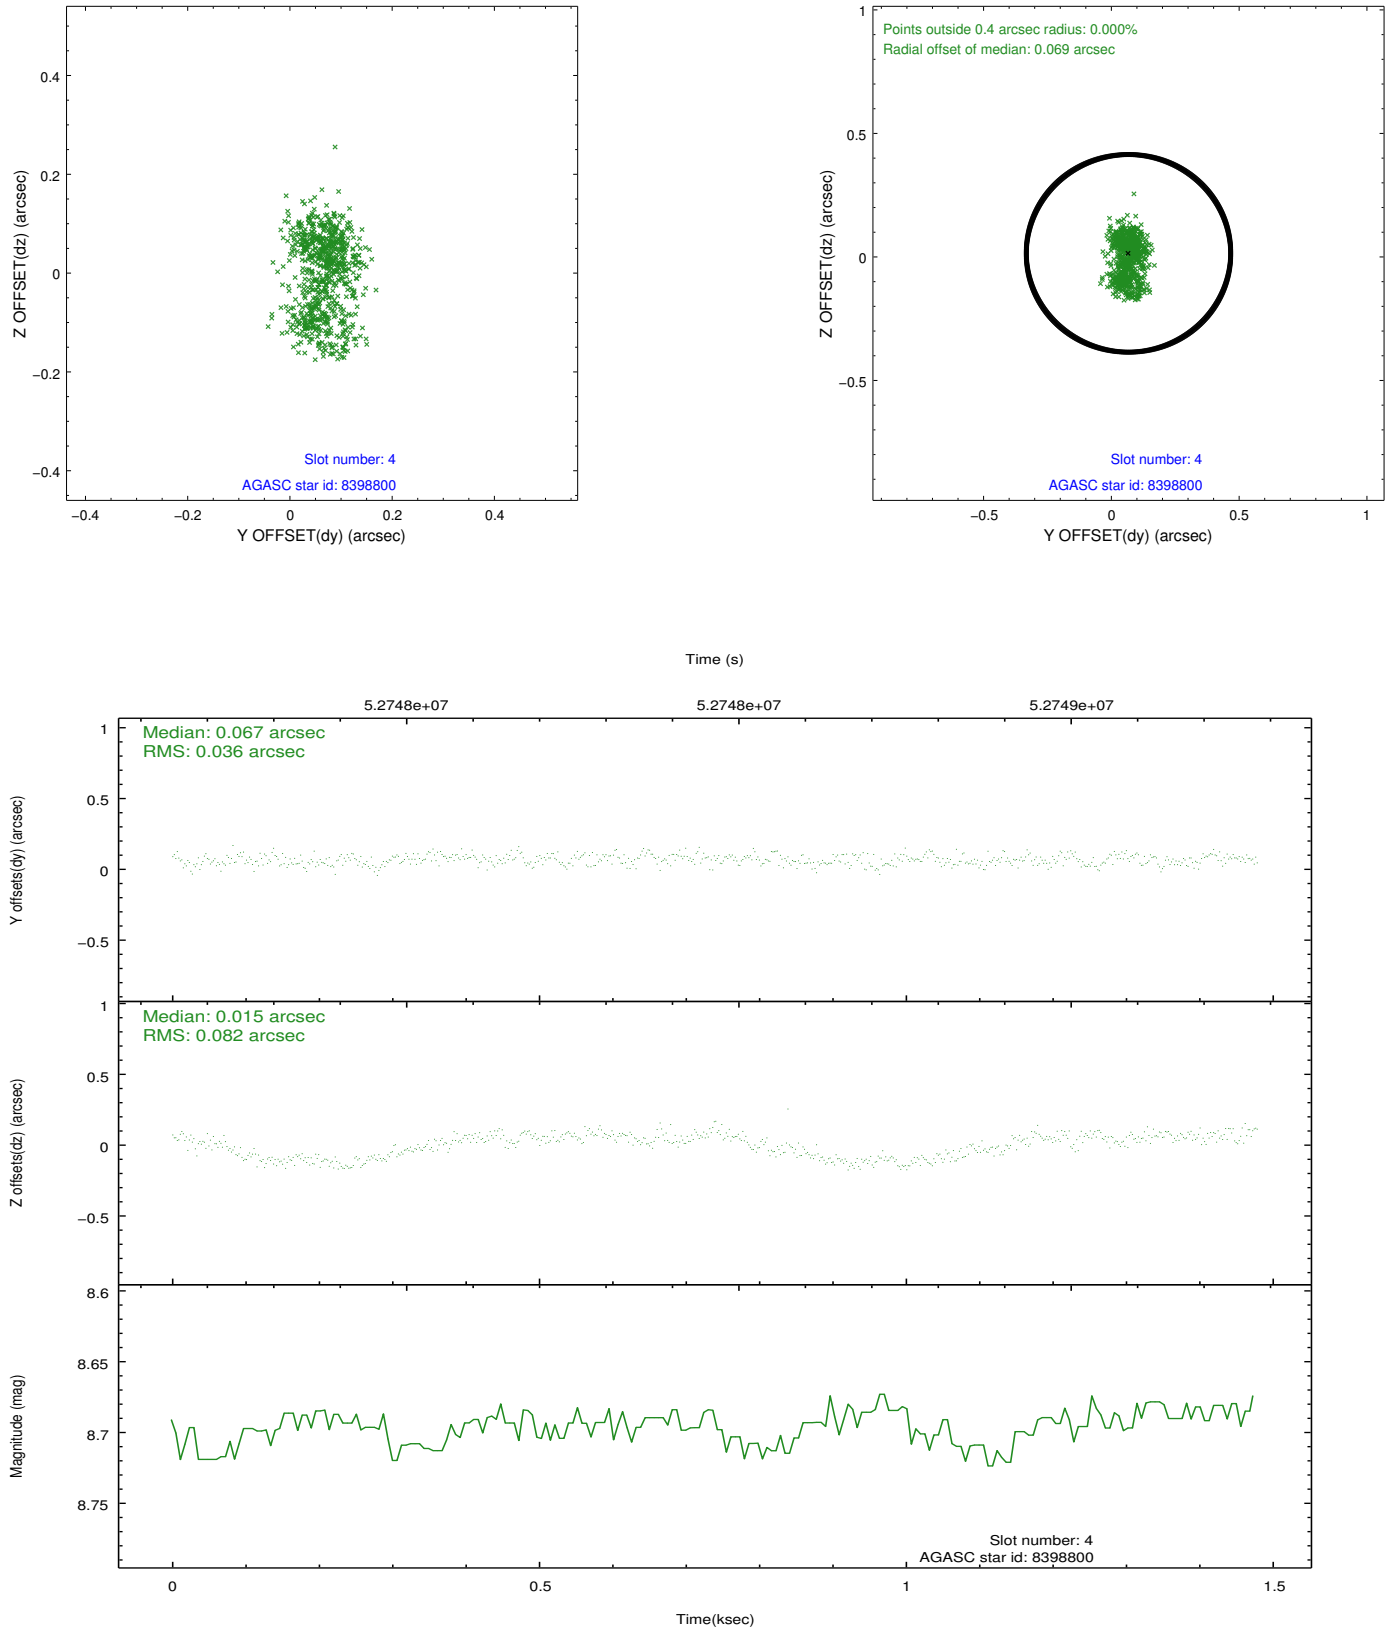 0.4
0.2
0
−0.2
−0.4
Z OFFSET(dz) (arcsec)
Slot number: 4
AGASC star id: 8398800
−0.4
−0.2
0
0.2
0.4
Y OFFSET(dy) (arcsec)
Points outside 0.4 arcsec radius: 0.000%
Radial offset of median: 0.069 arcsec
1
0.5
0
−0.5
Z OFFSET(dz) (arcsec)
Slot number: 4
AGASC star id: 8398800
−0.5
0
0.5
1
Y OFFSET(dy) (arcsec)
Time (s)
5.2748e+07
5.2748e+07
5.2749e+07
Median: 0.067 arcsec
RMS: 0.036 arcsec
1
0.5
0
−0.5
Y offsets(dy) (arcsec)
Median: 0.015 arcsec
RMS: 0.082 arcsec
1
0.5
0
−0.5
Z offsets(dz) (arcsec)
8.6
8.65
8.7
8.75
Magnitude (mag)
Slot number: 4
AGASC star id: 8398800
0
0.5
1
1.5
Time(ksec)